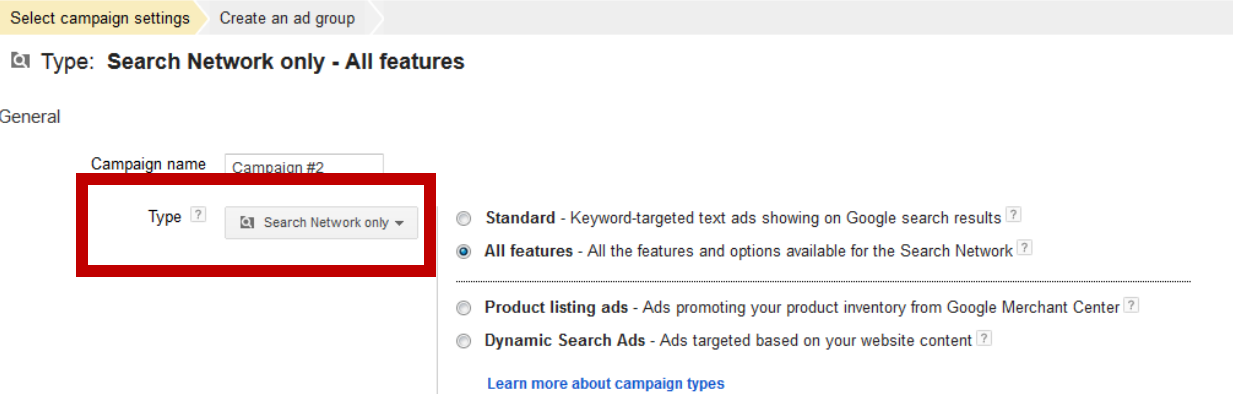 Select campaign settings Create an ad group
Type: Search Network only - All features
General
Campaign name Campaign #2
Type ? Search Network only
Standard - Keyword-targeted text ads showing on Google search results ?
All features - All the features and options available for the Search Network ?
Product listing ads - Ads promoting your product inventory from Google Merchant Center ?
Dynamic Search Ads - Ads targeted based on your website content ?
Learn more about campaign types